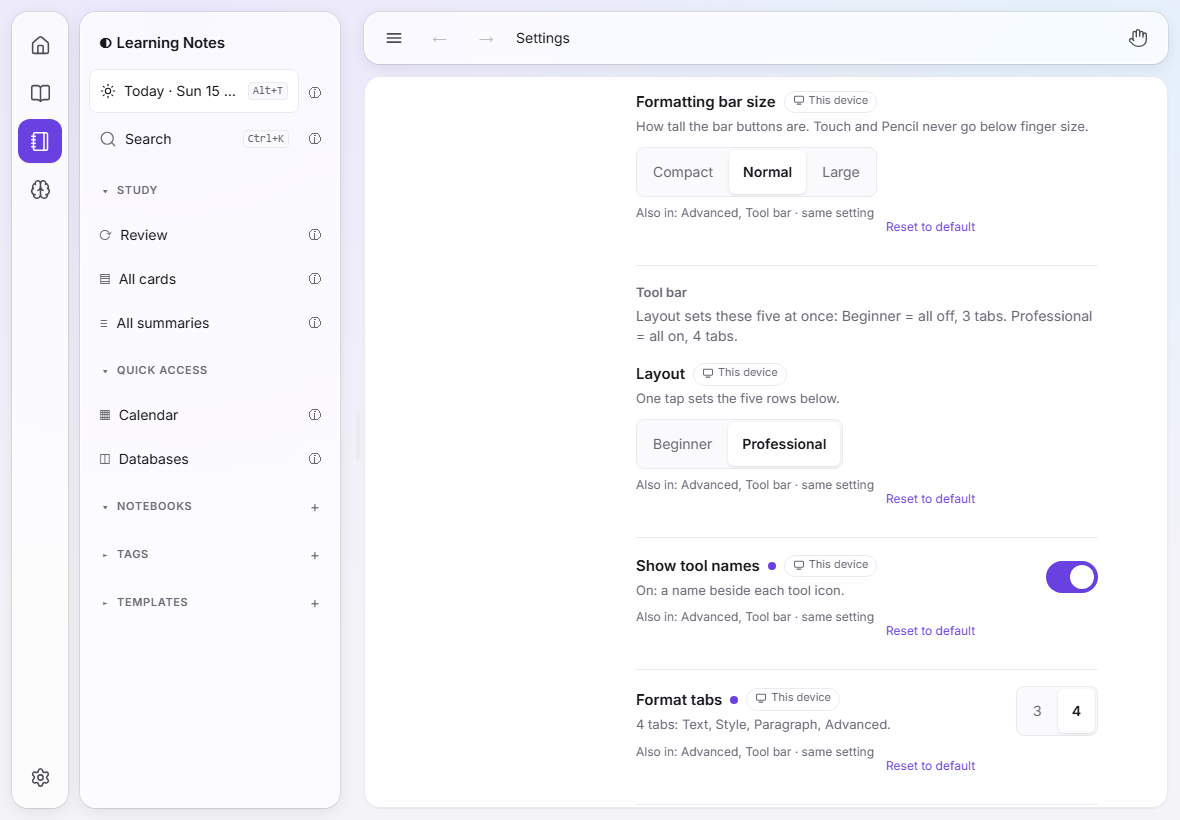 Learning Notes
Today · Sun 15 ... Alt+T
Search Ctrl+K
STUDY
Review
All cards
All summaries
QUICK ACCESS
Calendar
Databases
NOTEBOOKS +
TAGS +
TEMPLATES +
← → Settings
Formatting bar size This device
How tall the bar buttons are. Touch and Pencil never go below finger size.
Compact Normal Large
Also in: Advanced, Tool bar · same setting
Reset to default
Tool bar
Layout sets these five at once: Beginner = all off, 3 tabs. Professional
= all on, 4 tabs.
Layout This device
One tap sets the five rows below.
Beginner Professional
Also in: Advanced, Tool bar · same setting
Reset to default
Show tool names This device
On: a name beside each tool icon.
Also in: Advanced, Tool bar · same setting
Reset to default
Format tabs This device
3 4
4 tabs: Text, Style, Paragraph, Advanced.
Also in: Advanced, Tool bar · same setting
Reset to default